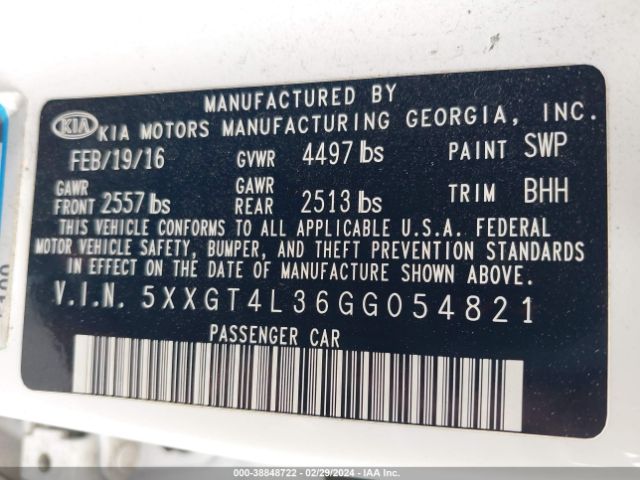 MANUFACTURED BY
KIA KIA MOTORS MANUFACTURING GEORGIA, INC.
FEB/19/16 GVWR 4497 lbs PAINT SWP
GAWR FRONT 2557 lbs GAWR REAR 2513 lbs TRIM BHH
THIS VEHICLE CONFORMS TO ALL APPLICABLE U.S.A. FEDERAL
MOTOR VEHICLE SAFETY, BUMPER, AND THEFT PREVENTION STANDARDS
IN EFFECT ON THE DATE OF MANUFACTURE SHOWN ABOVE.
V.I.N. 5XXGT4L36GG054821
PASSENGER CAR
000-38848722 - 02/29/2024 - IAA Inc.